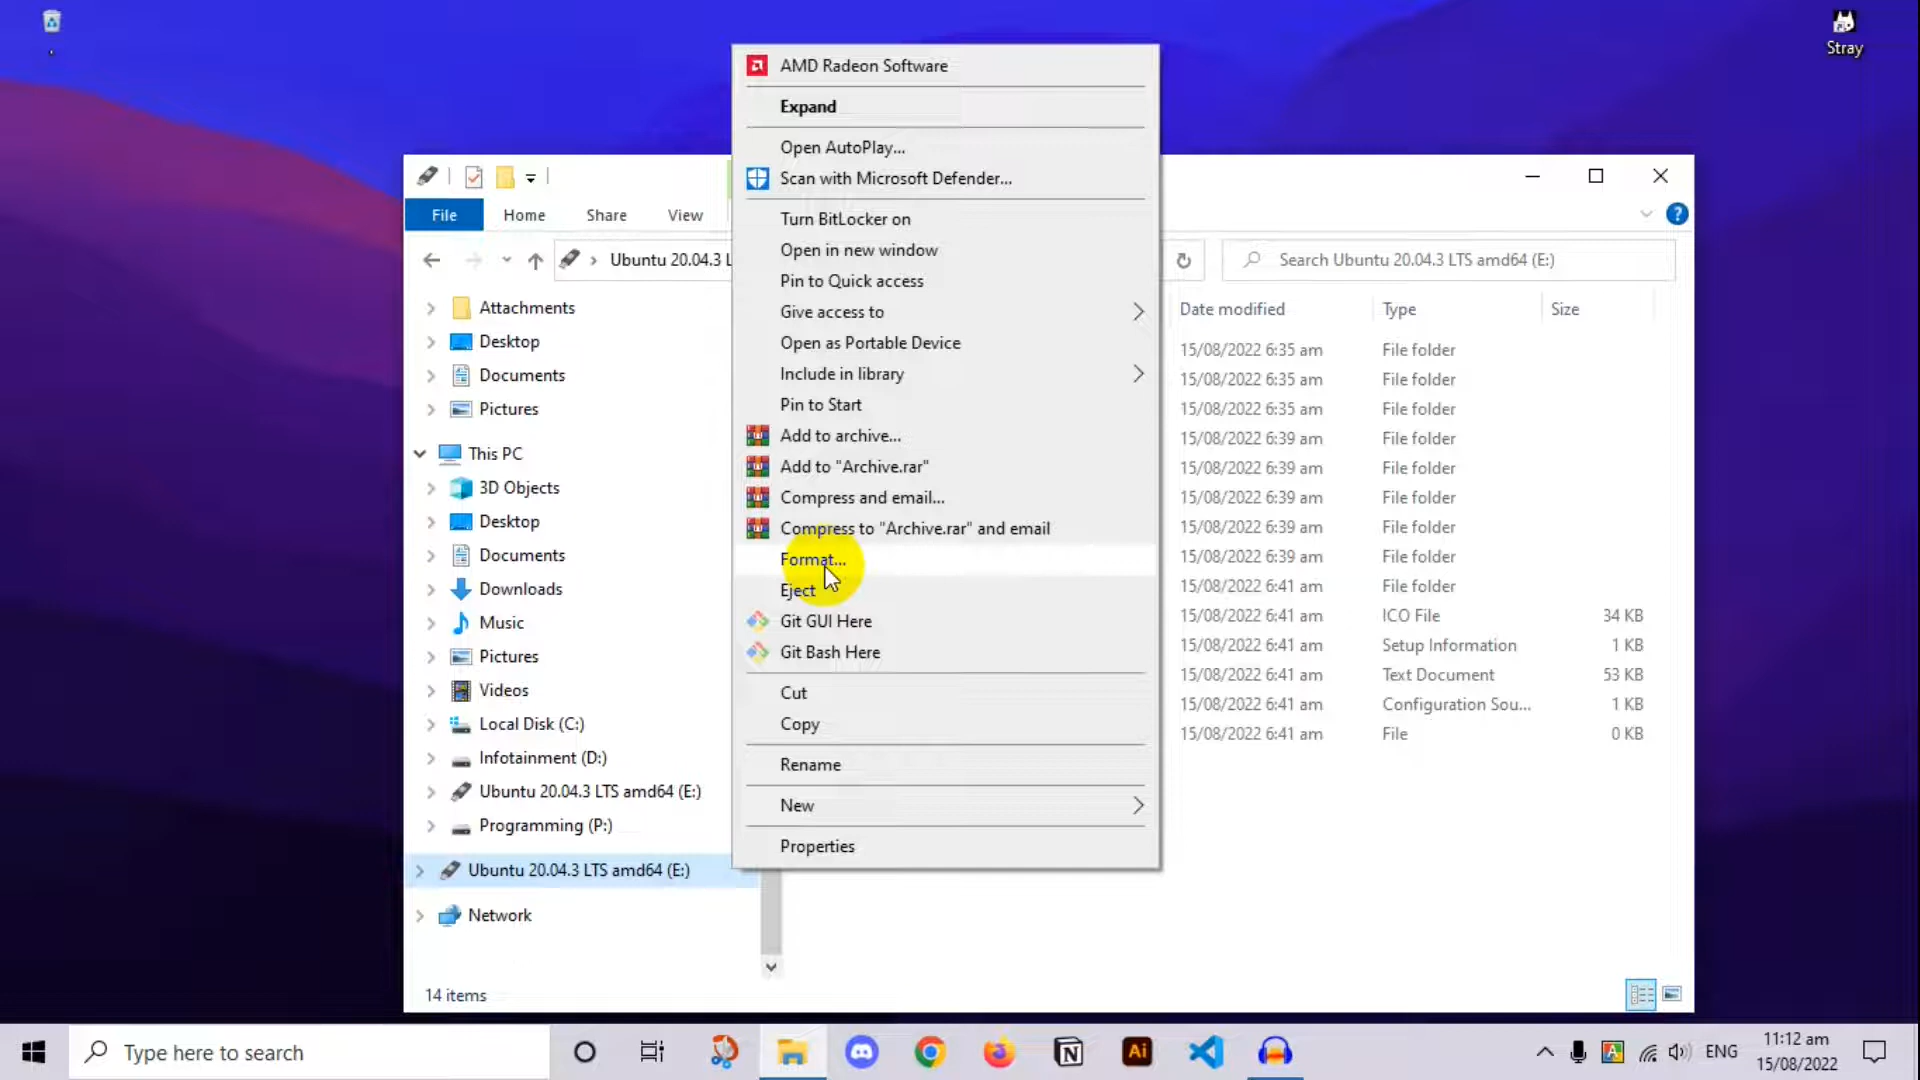 Stray
AMD Radeon Software
Expand
Open AutoPlay...
Scan with Microsoft Defender...
Turn BitLocker on
Open in new window
Pin to Quick access
Give access to
Open as Portable Device
Include in library
Pin to Start
Add to archive...
Add to "Archive.rar"
Compress and email...
Compress to "Archive.rar" and email
Format...
Eject
Git GUI Here
Git Bash Here
Cut
Copy
Rename
New
Properties
File Home Share View
Ubuntu 20.04.3 L
Search Ubuntu 20.04.3 LTS amd64 (E:)
Attachments
Desktop
Documents
Pictures
This PC
3D Objects
Desktop
Documents
Downloads
Music
Pictures
Videos
Local Disk (C:)
Infotainment (D:)
Ubuntu 20.04.3 LTS amd64 (E:)
Programming (P:)
Ubuntu 20.04.3 LTS amd64 (E:)
Network
Date modified Type Size
15/08/2022 6:35 am File folder
15/08/2022 6:35 am File folder
15/08/2022 6:35 am File folder
15/08/2022 6:39 am File folder
15/08/2022 6:39 am File folder
15/08/2022 6:39 am File folder
15/08/2022 6:39 am File folder
15/08/2022 6:39 am File folder
15/08/2022 6:41 am File folder
15/08/2022 6:41 am ICO File 34 KB
15/08/2022 6:41 am Setup Information 1 KB
15/08/2022 6:41 am Text Document 53 KB
15/08/2022 6:41 am Configuration Sou... 1 KB
15/08/2022 6:41 am File 0 KB
14 items
Type here to search
Ai
ENG
11:12 am
15/08/2022